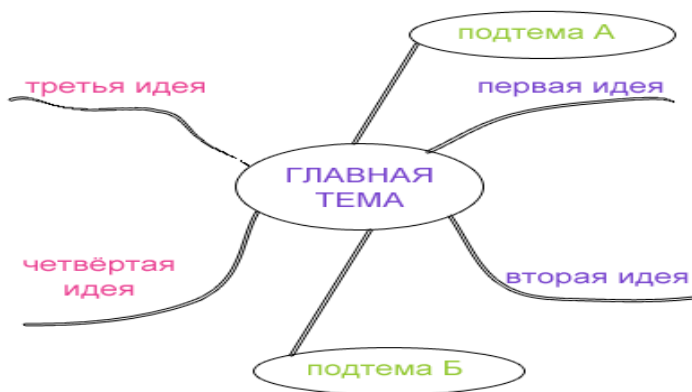 подтема А
третья идея
первая идея
ГЛАВНАЯ
ТЕМА
четвёртая
идея
вторая идея
подтема Б